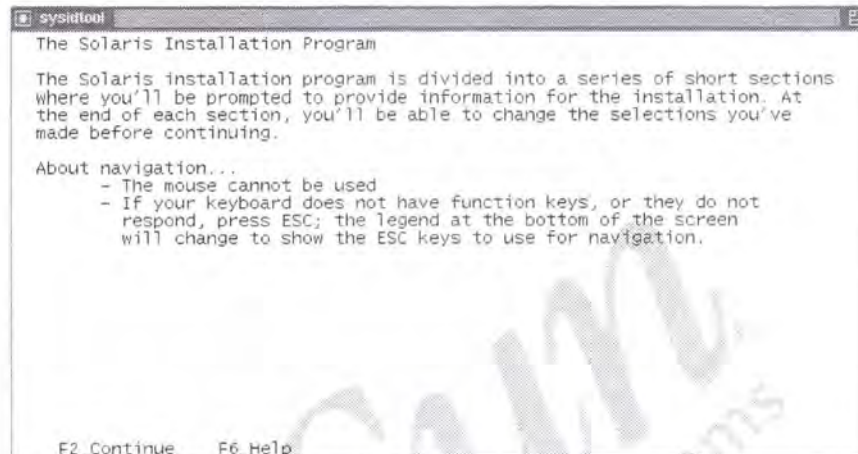 sysidtool
The Solaris Installation Program
The Solaris installation program is divided into a series of short sections
where you'll be prompted to provide information for the installation. At
the end of each section, you'll be able to change the selections you've
made before continuing.
About navigation...
- The mouse cannot be used
- If your keyboard does not have function keys, or they do not
respond, press ESC; the legend at the bottom of the screen
will change to show the ESC keys to use for navigation.
F2 Continue F6 Help